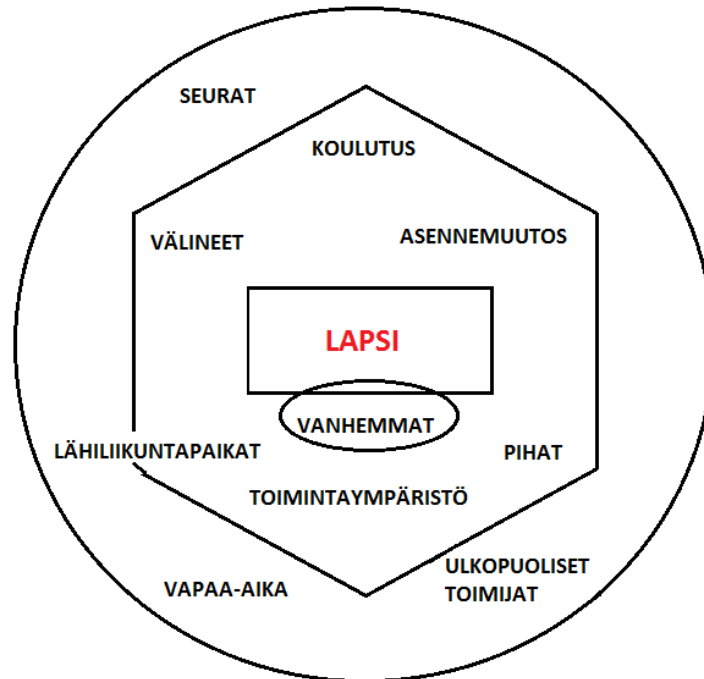 SEURAT
KOULUTUS
VÄLINEET
ASENNEMUUTOS
LAPSI
VANHEMMAT
LÄHILIIKUNTAPAIKAT
PIHAT
TOIMINTAYMPÄRISTÖ
VAPAA-AIKA
ULKOPUOLISET
TOIMIJAT